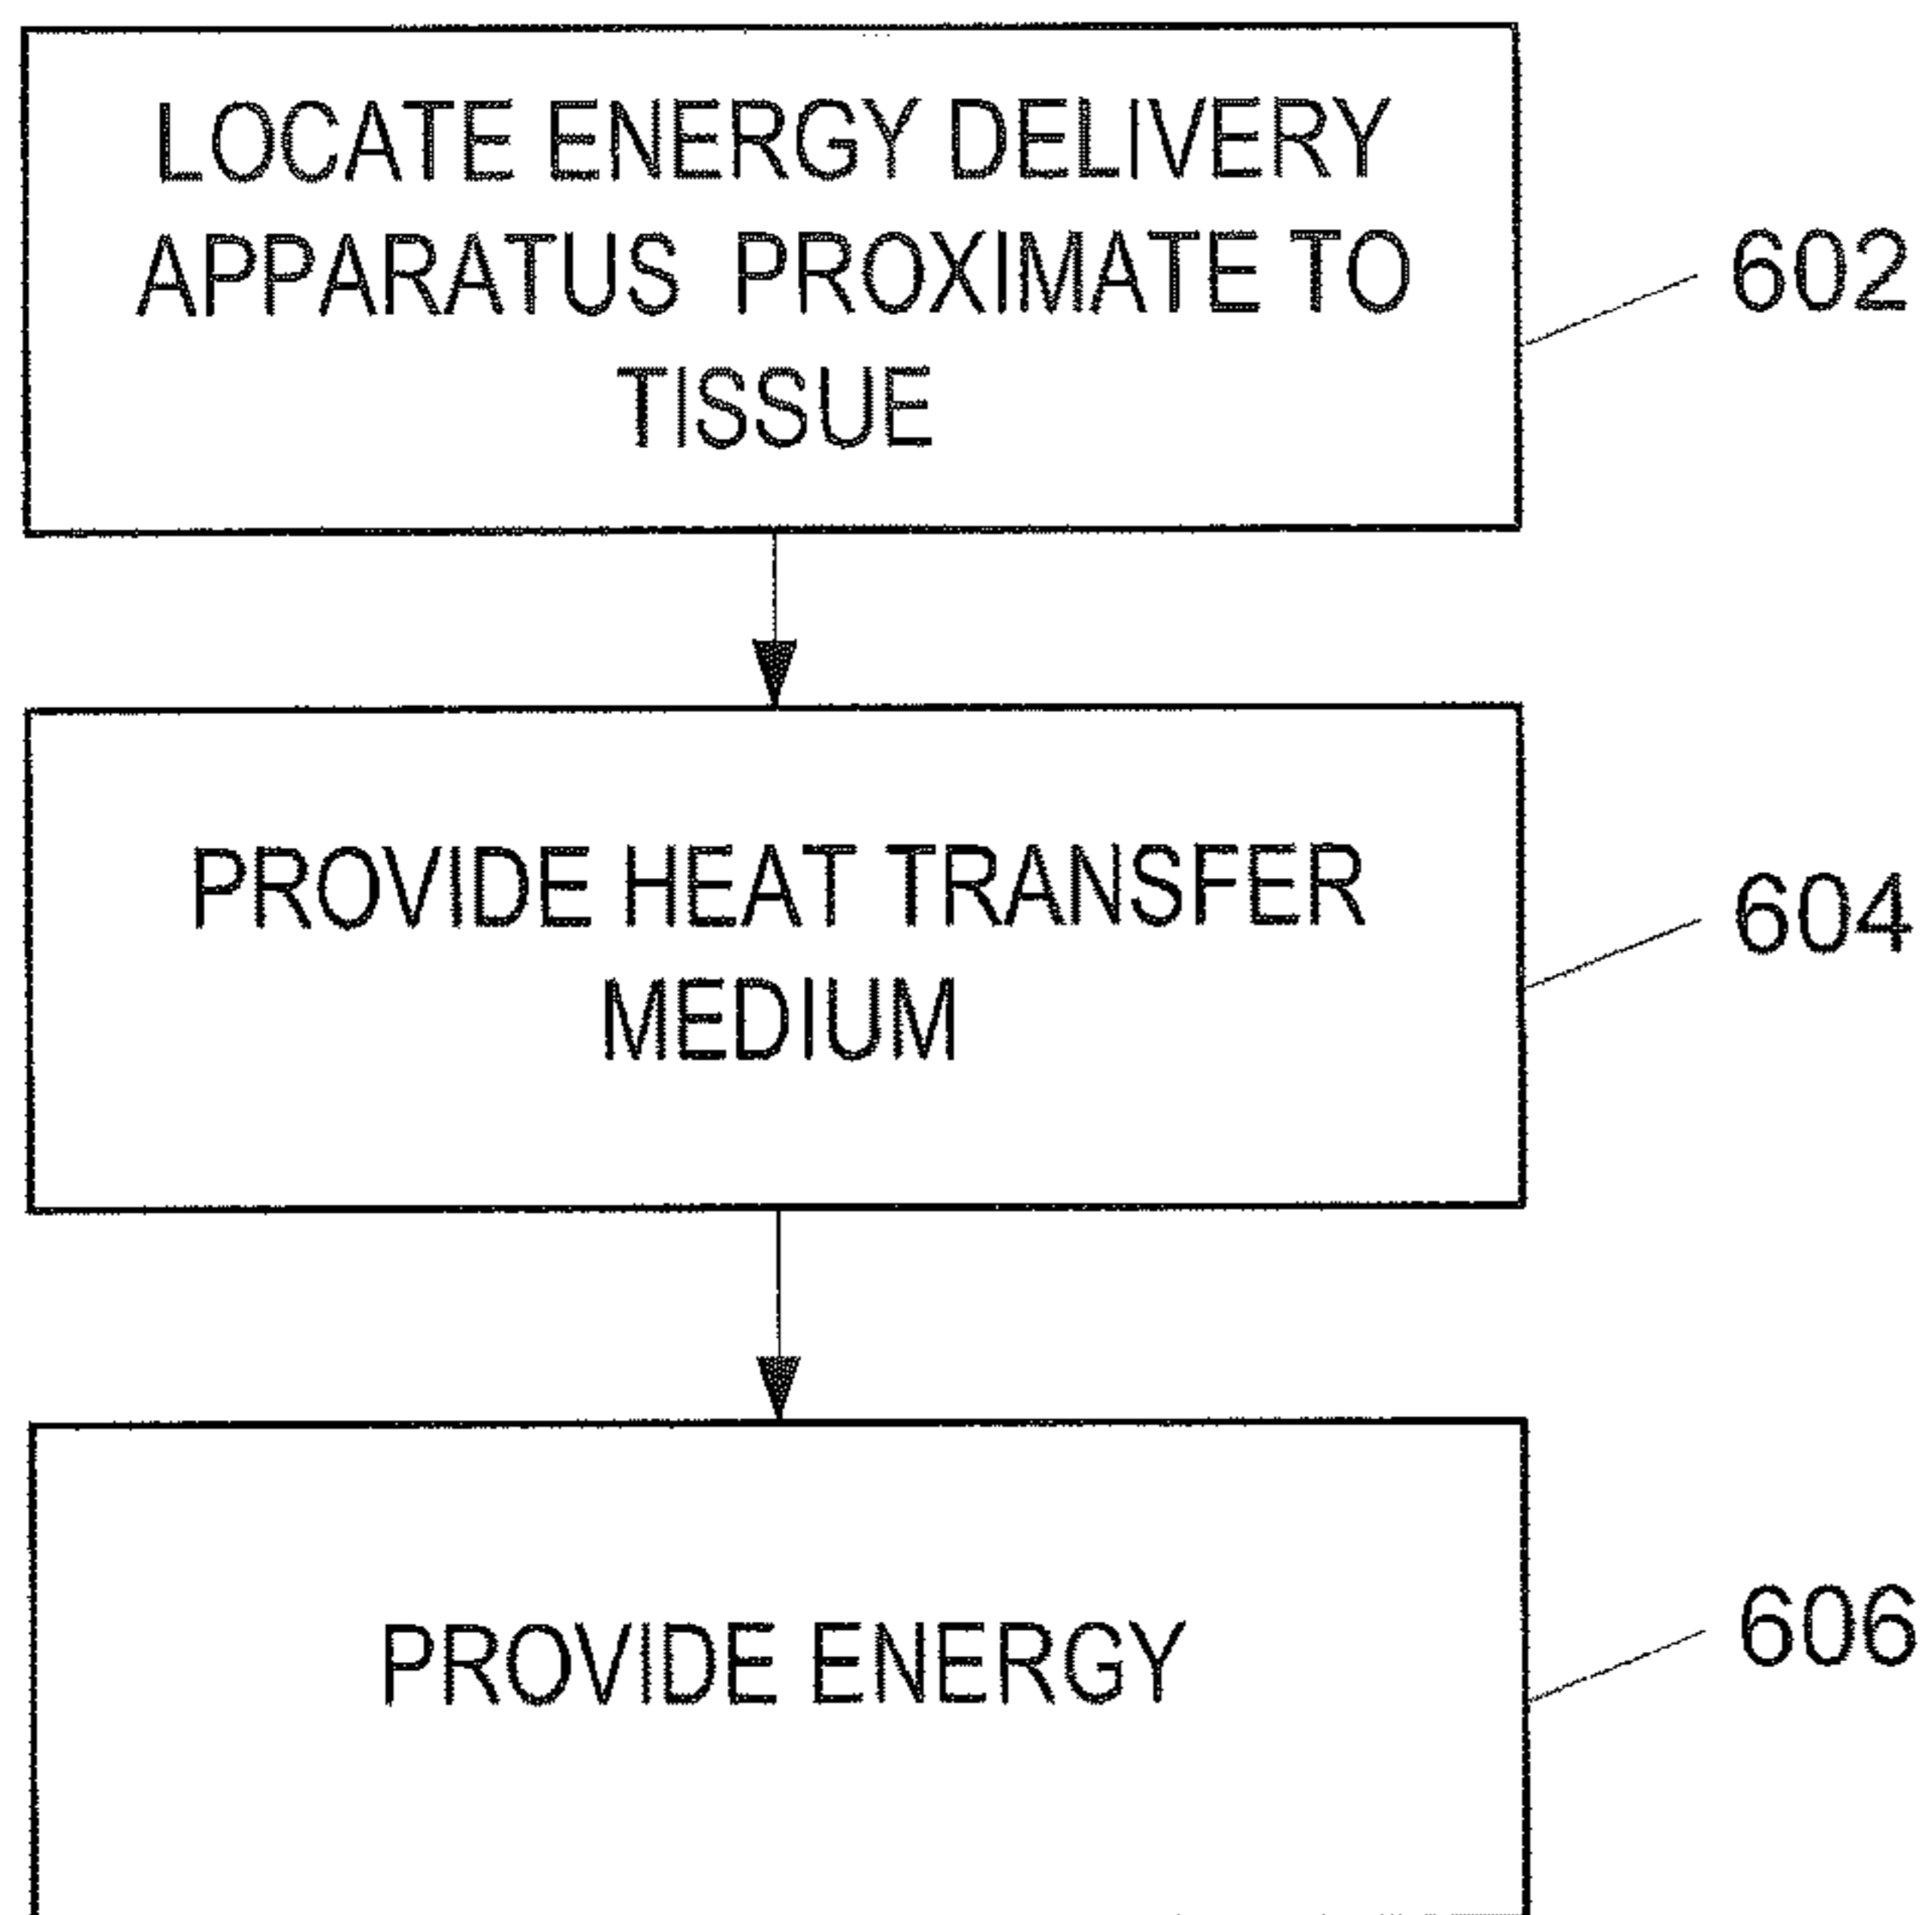 LOCATE ENERGY DELIVERY
APPARATUS PROXIMATE TO
TISSUE
602
PROVIDE HEAT TRANSFER
MEDIUM
604
PROVIDE ENERGY
606